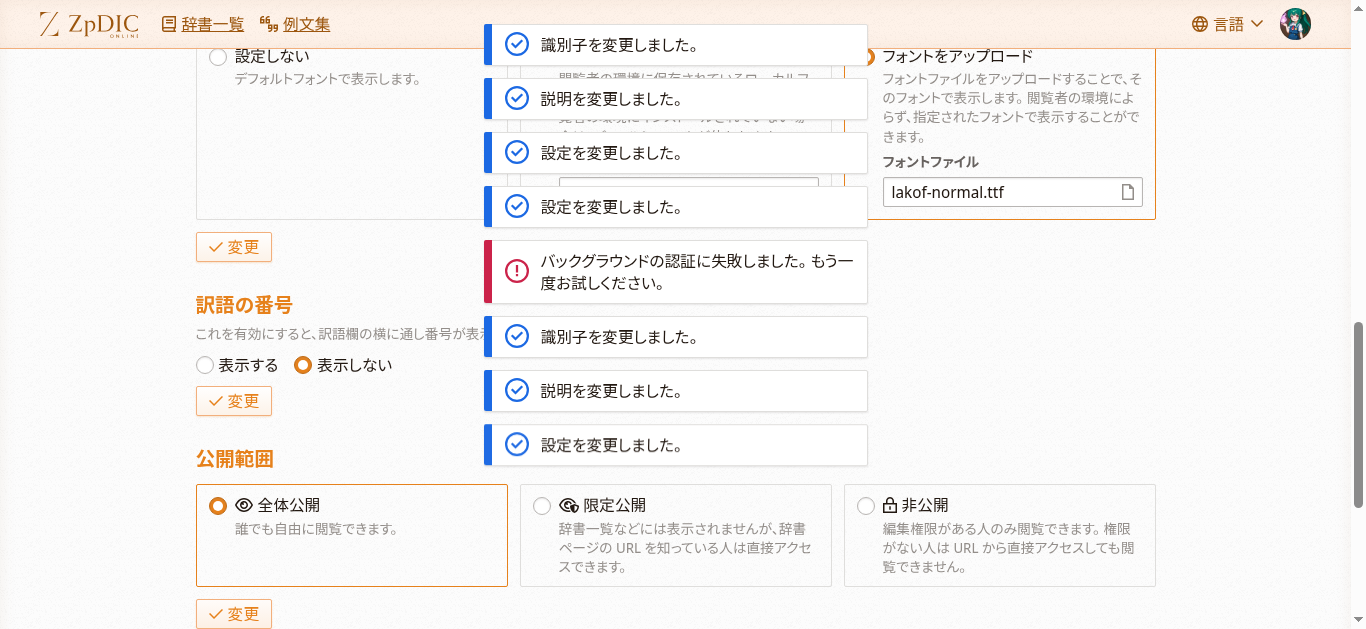 ZpDIC
ONLINE
辞書一覧
例文集
言語
設定しない
デフォルトフォントで表示します。
フォントをアップロード
フォントファイルをアップロードすることで、そ
のフォントで表示します。閲覧者の環境によ
らず、指定されたフォントで表示することがで
きます。
フォントファイル
lakof-normal.ttf
変更
識別子を変更しました。
説明を変更しました。
設定を変更しました。
設定を変更しました。
バックグラウンドの認証に失敗しました。もう一
度お試しください。
識別子を変更しました。
説明を変更しました。
設定を変更しました。
訳語の番号
これを有効にすると、訳語欄の横に通し番号が表
表示する
表示しない
変更
公開範囲
全体公開
誰でも自由に閲覧できます。
限定公開
辞書一覧などには表示されませんが、辞書
ページの URL を知っている人は直接アクセ
スできます。
非公開
編集権限がある人のみ閲覧できます。権限
がない人は URL から直接アクセスしても閲
覧できません。
変更